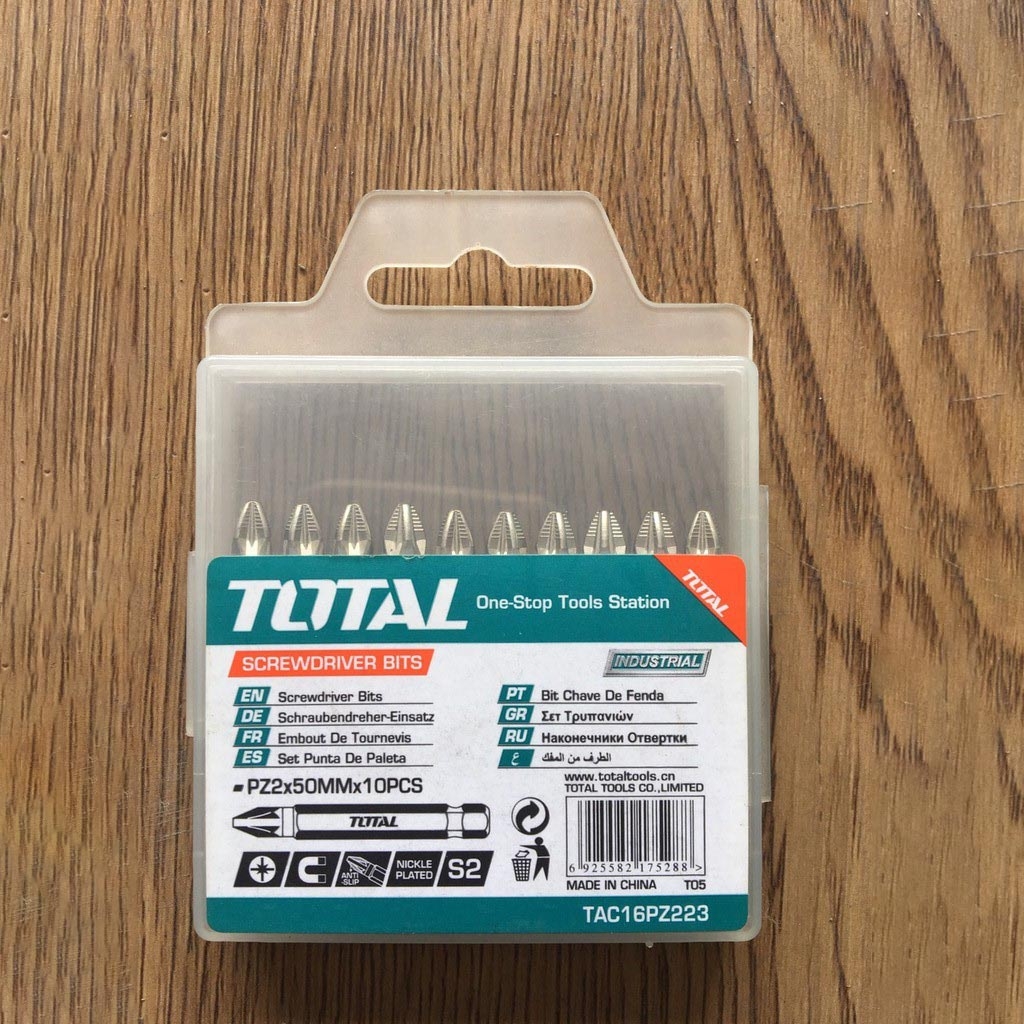 TOTAL One-Stop Tools Station TOTAL
SCREWDRIVER BITS INDUSTRIAL
EN Screwdriver Bits
DE Schraubendreher-Einsatz
FR Embout De Tournevis
ES Set Punta De Paleta
PT Bit Chave De Fenda
GR Σετ Τρυπανιών
RU Наконечники Отвертки
ع الطرف من المفك
PZ2x50MMx10PCS
www.totaltools.cn
TOTAL TOOLS CO.,LIMITED
TOTAL
ANTI
-SLIP
NICKLE
PLATED
S2
6 925582 175288 >
MADE IN CHINA T05
TAC16PZ223